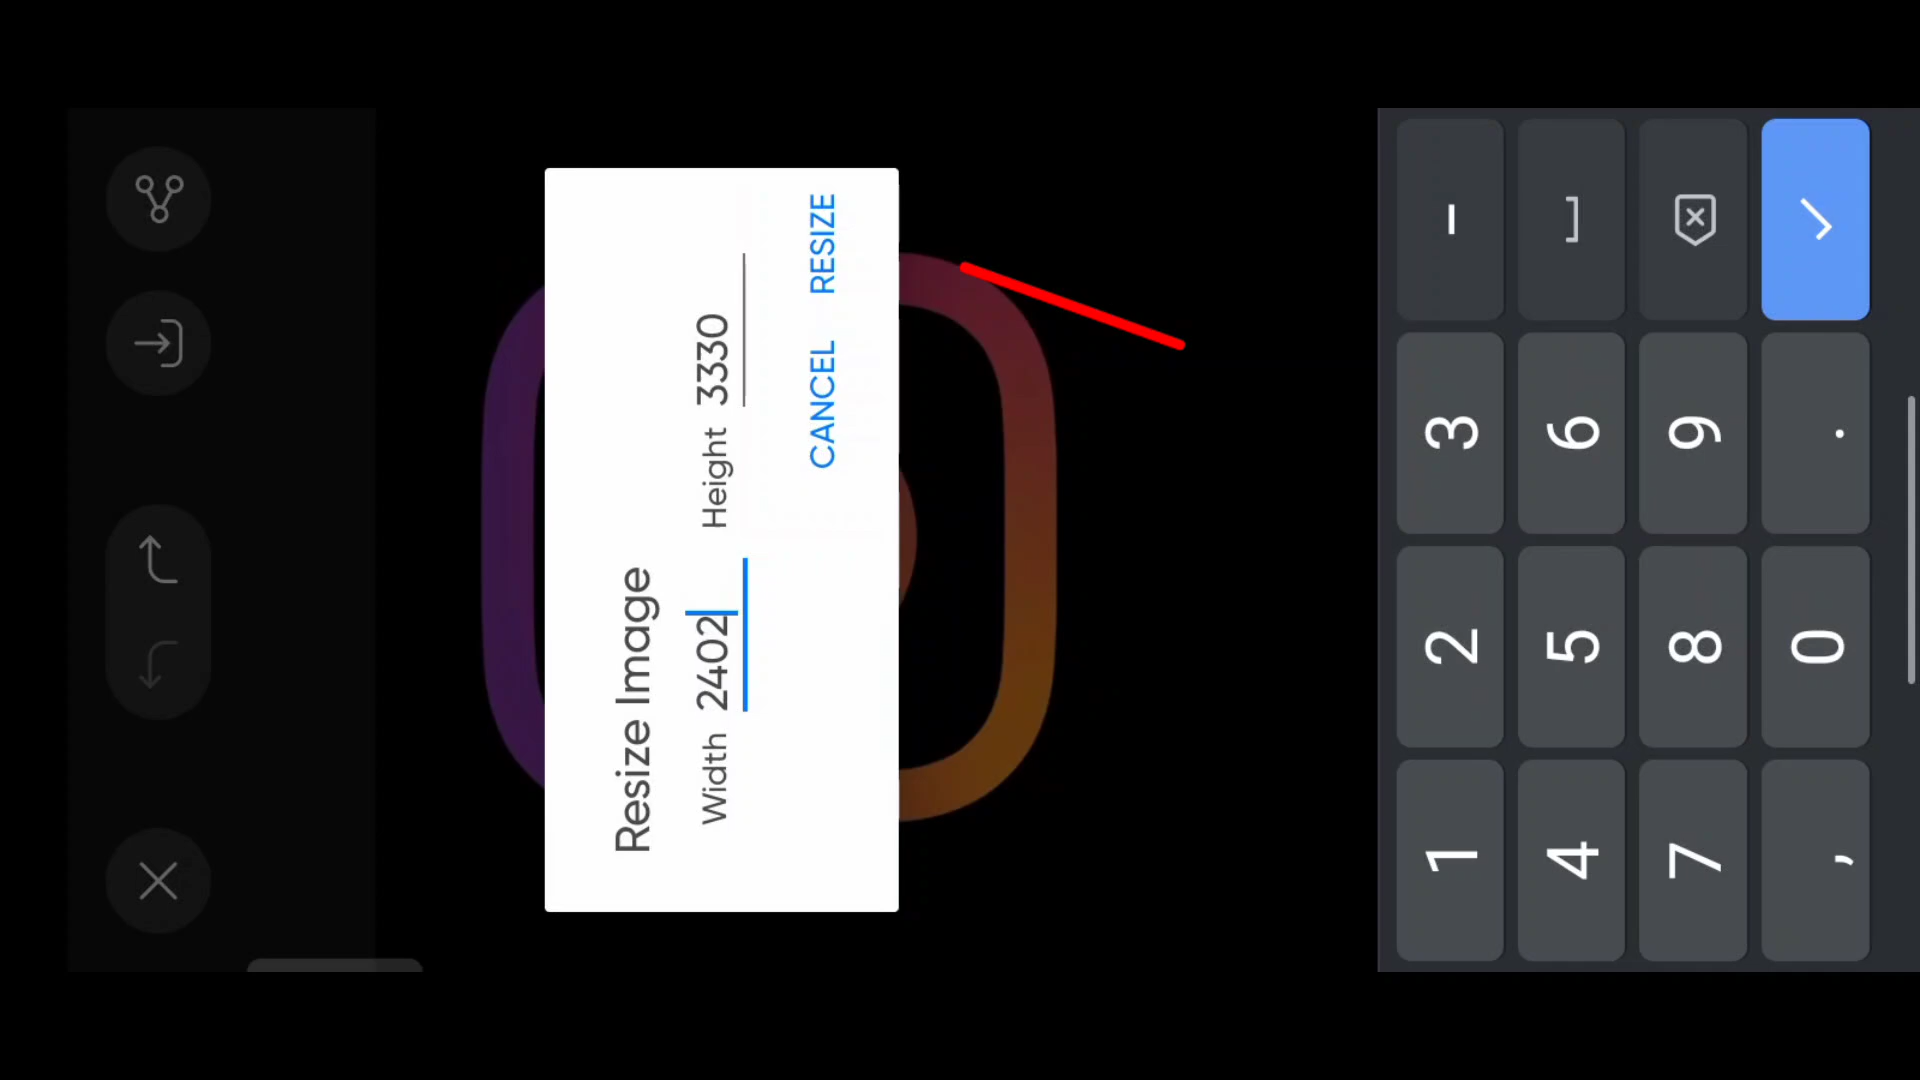 Resize Image
Width 2402 Height 3330
CANCEL RESIZE
1 2 3 –
4 5 6 ␣
7 8 9
, 0 .